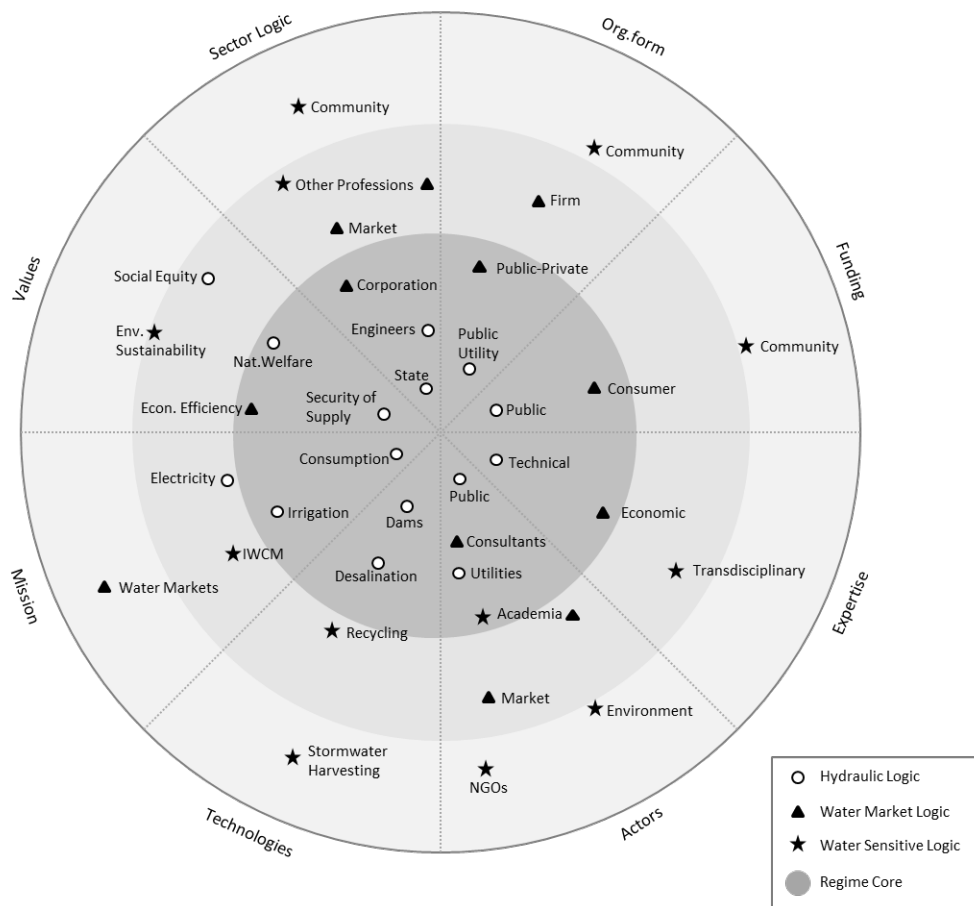 Sector Logic
Org.form
Community
Community
Other Professions
Firm
Market
Values
Funding
Social Equity
Public-Private
Corporation
Env.
Sustainability
Engineers
Public
Utility
Community
Nat.Welfare
State
Consumer
Econ. Efficiency
Security of
Supply
Public
Consumption
Technical
Electricity
Public
Irrigation
Dams
Economic
IWCM
Consultants
Mission
Water Markets
Desalination
Utilities
Transdisciplinary
Expertise
Recycling
Academia
Market
Environment
Stormwater
Harvesting
NGOs
Technologies
Actors
Hydraulic Logic
Water Market Logic
Water Sensitive Logic
Regime Core